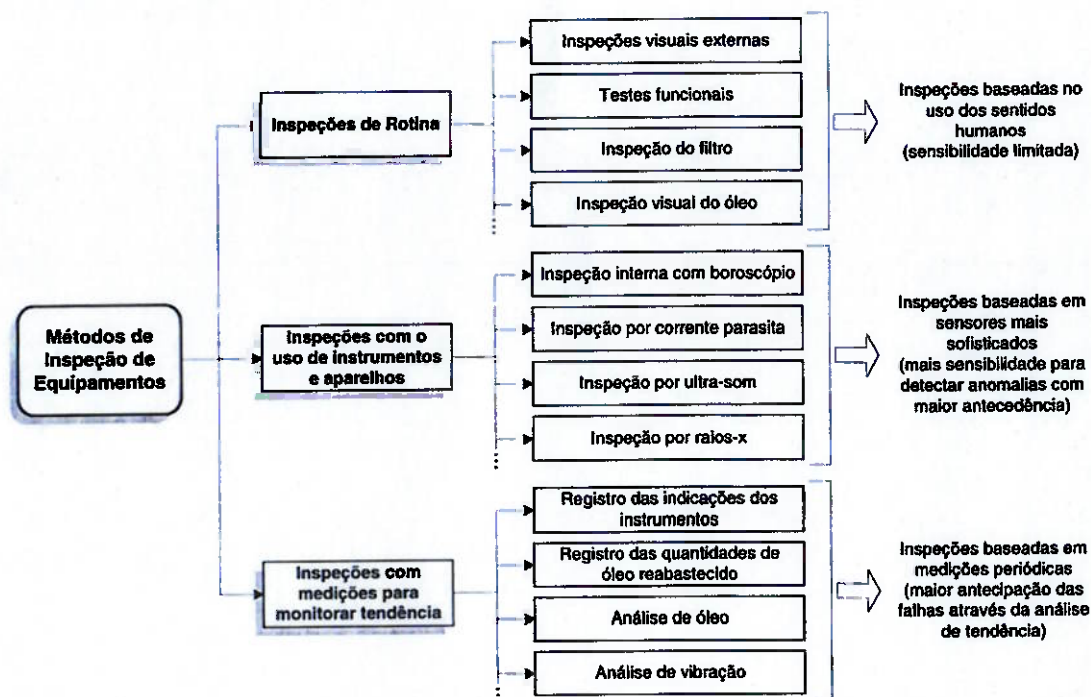 Métodos de
Inspeção de
Equipamentos
Inspeções de Rotina
Inspeções visuais externas
Testes funcionais
Inspeção do filtro
Inspeção visual do óleo
Inspeções baseadas no
uso dos sentidos
humanos
(sensibilidade limitada)
Inspeções com o
uso de instrumentos
e aparelhos
Inspeção interna com boroscópio
Inspeção por corrente parasita
Inspeção por ultra-som
Inspeção por raios-x
Inspeções baseadas em
sensores mais
sofisticados
(mais sensibilidade para
detectar anomalias com
maior antecedência)
Inspeções com
medições para
monitorar tendência
Registro das indicações dos
instrumentos
Registro das quantidades de
óleo reabastecido
Análise de óleo
Análise de vibração
Inspeções baseadas em
medições periódicas
(maior antecipação das
falhas através da análise
de tendência)